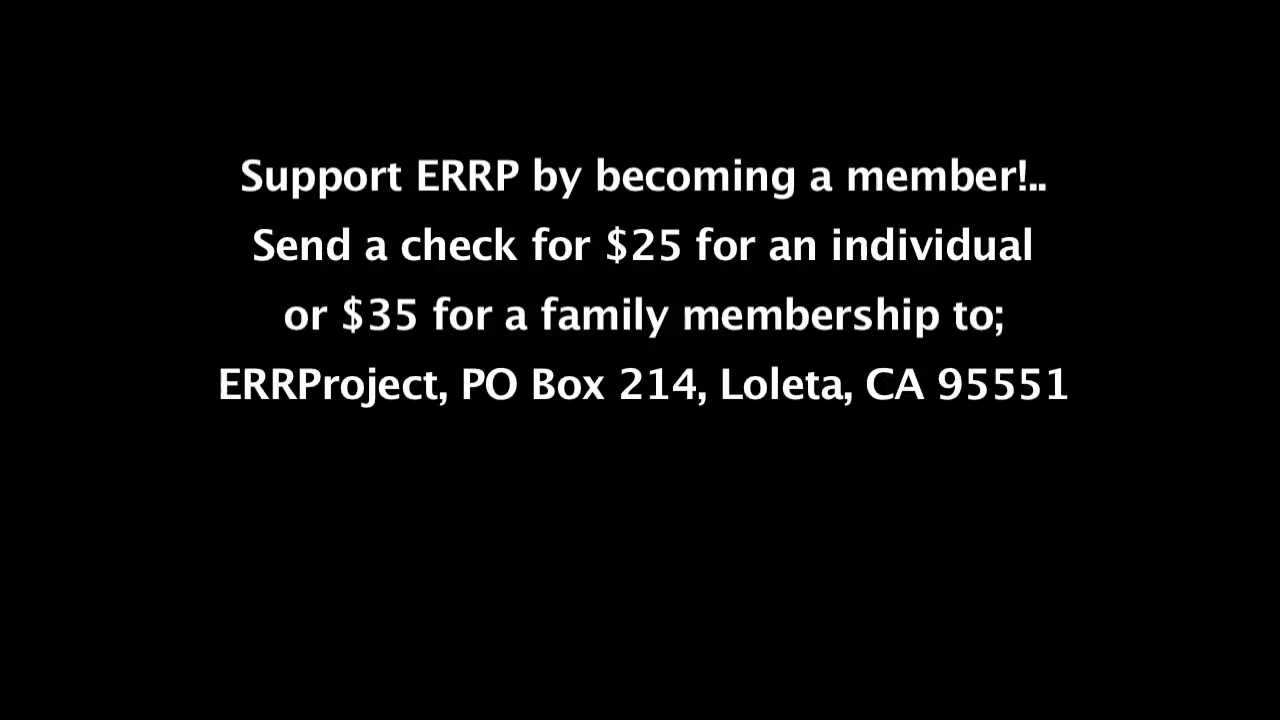 Support ERRP by becoming a member!..
Send a check for $25 for an individual
or $35 for a family membership to;
ERRProject, PO Box 214, Loleta, CA 95551